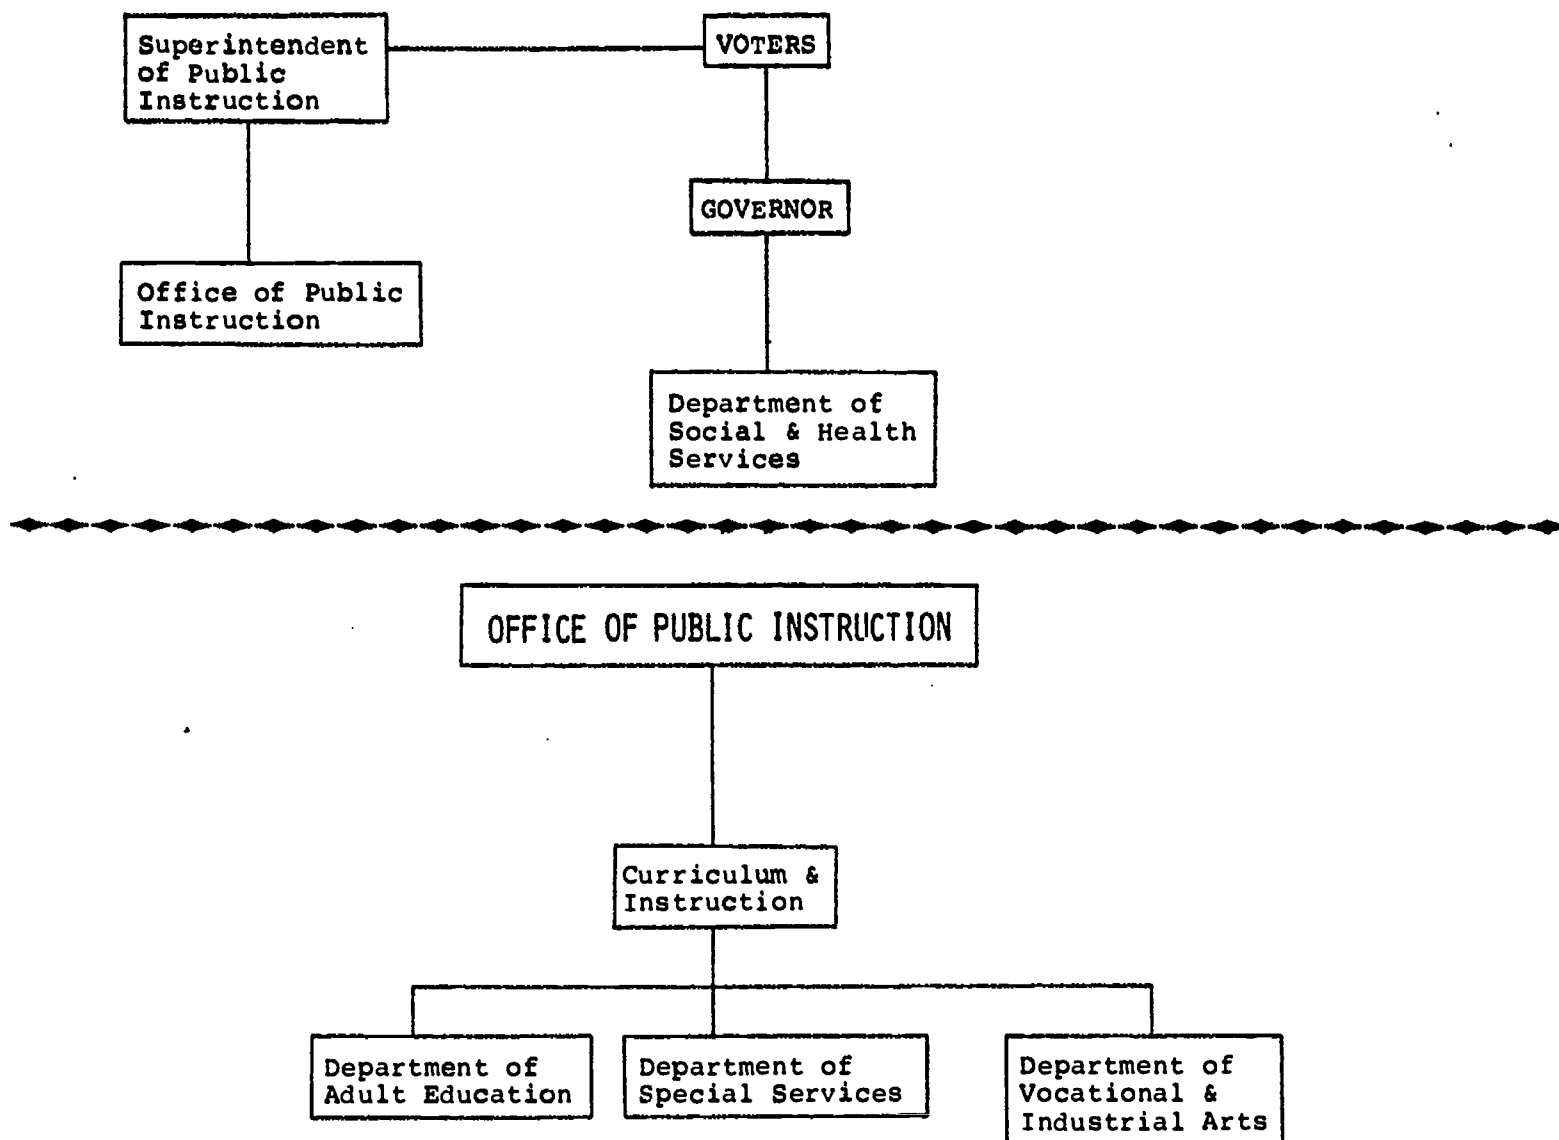 Superintendent
of Public
Instruction
VOTERS
GOVERNOR
Office of Public
Instruction
Department of
Social & Health
Services
OFFICE OF PUBLIC INSTRUCTION
Curriculum &
Instruction
Department of
Adult Education
Department of
Special Services
Department of
Vocational &
Industrial Arts